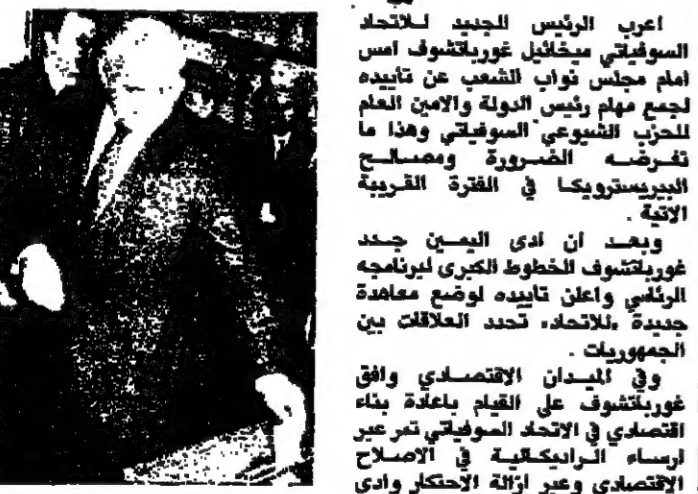 اعرب الرئيس الجديد للاتحاد
السوفياتي ميخائيل غورباتشوف امس
امام مجلس نواب الشعب عن تأييده
لجمع مهام رئيس الدولة والامين العام
للحزب الشيوعي السوفياتي وهذا ما
تفرضه الضرورة ومصالح
البيريسترويكا في الفترة القريبة
الاتية .
وبعد ان ادى اليمين حدد
غورباتشوف الخطوط الكبرى لبرنامجه
الرئاسي واعلن تأييده لوضع معاهدة
جديدة «للاتحاد» تحدد العلاقات بين
الجمهوريات .
وفي الميدان الاقتصادي وافق
غورباتشوف على القيام باعادة بناء
اقتصادي في الاتحاد السوفياتي تمر عبر
ارساء الراديكالية في الاصلاح
الاقتصادي وعبر ازالة الاحتكار وادى